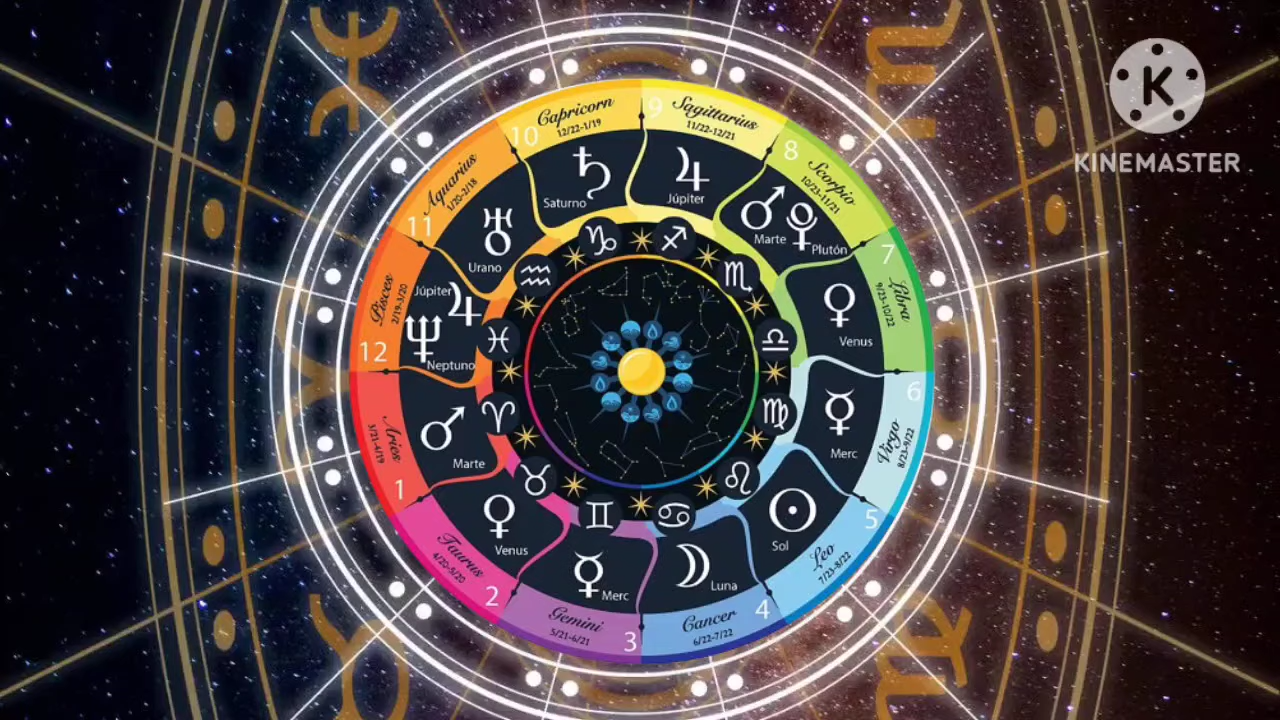 K
KINEMASTER
9
Sagittarius
11/22-12/21
Júpiter
8
Scorpio
10/23-11/21
Marte
Plutón
7
Libra
9/23-10/22
Venus
6
Virgo
8/23-9/22
Merc
5
Leo
7/23-8/22
Sol
4
Cancer
6/22-7/22
Luna
3
Gemini
5/21-6/21
Merc
2
Taurus
4/20-5/20
Venus
1
Aries
3/21-4/19
Marte
12
Pisces
2/19-3/20
Júpiter
Neptuno
11
Aquarius
1/20-2/18
Urano
10
Capricorn
12/22-1/19
Saturno